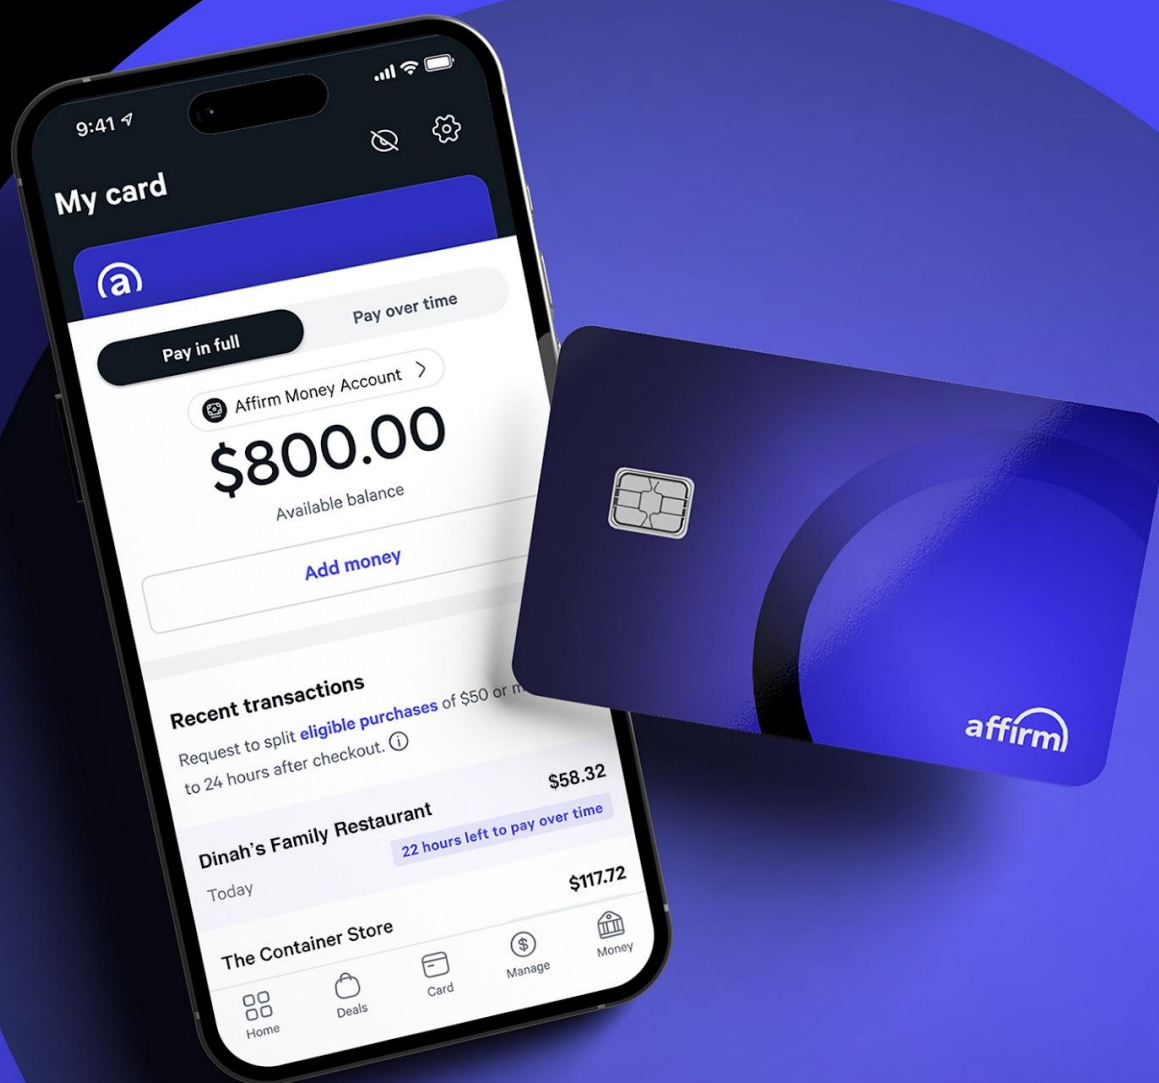 9:41
My card
a
Pay in full
Pay over time
Affirm Money Account
$800.00
Available balance
Add money
Recent transactions
Request to split eligible purchases of $50 or
to 24 hours after checkout.
Dinah's Family Restaurant
$58.32
Today
22 hours left to pay over time
The Container Store
$117.72
Home
Deals
Card
Manage
Money
affirm